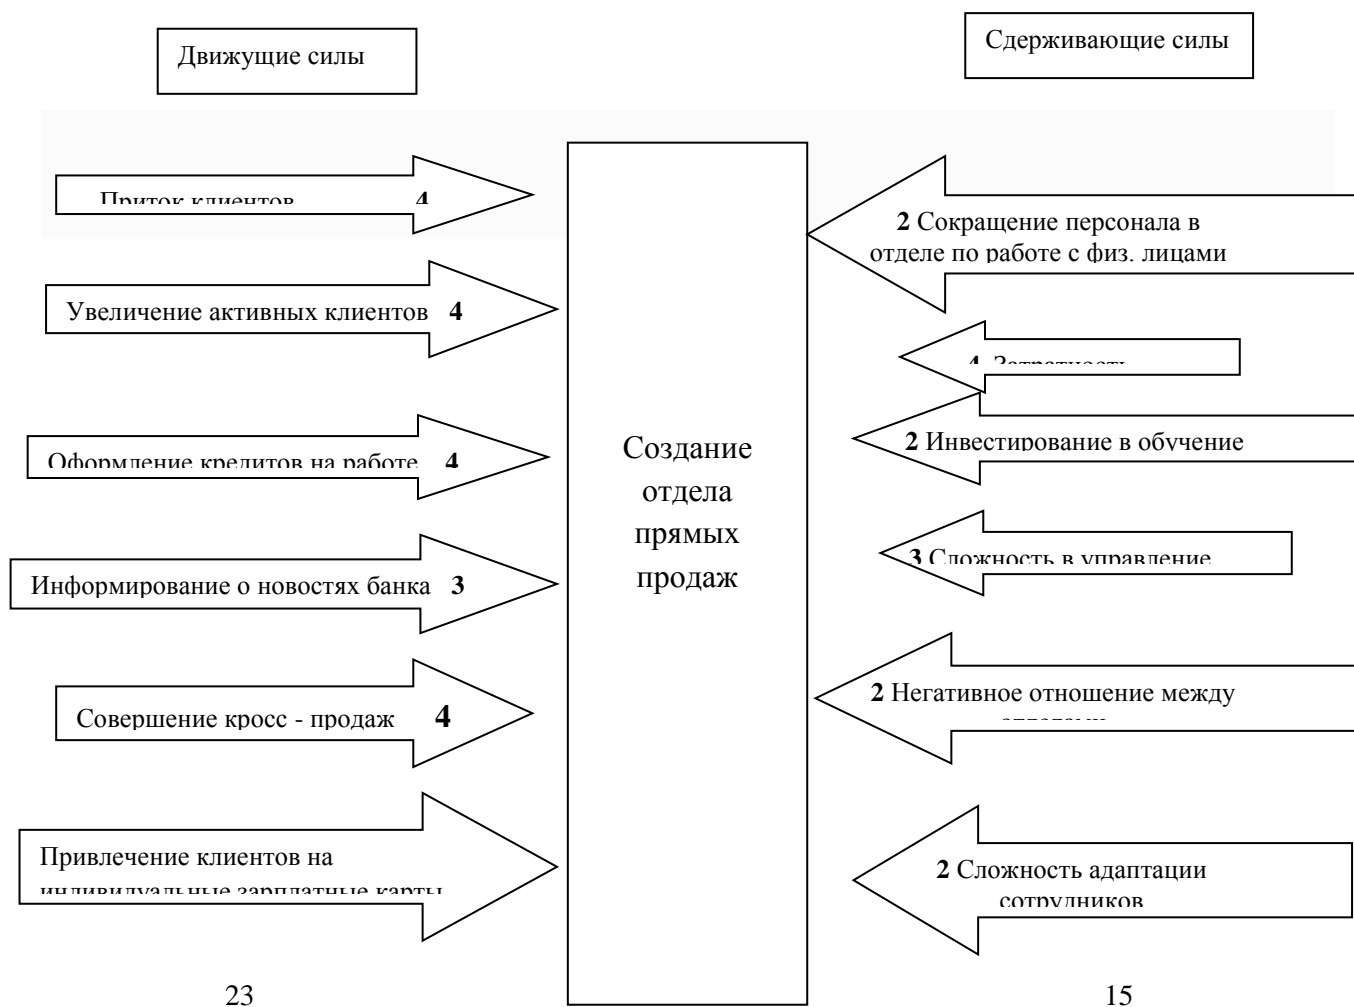 Движущие силы
Сдерживающие силы
Приток клиентов 4
Увеличение активных клиентов 4
Оформление кредитов на работе 4
Информирование о новостях банка 3
Совершение кросс - продаж 4
Привлечение клиентов на
индивидуальные зарплатные карты
23
Создание
отдела
прямых
продаж
2 Сокращение персонала в
отделе по работе с физ. лицами
4 Затратность
2 Инвестирование в обучение
3 Сложность в управление
2 Негативное отношение между
отделами
2 Сложность адаптации
сотрудников
15